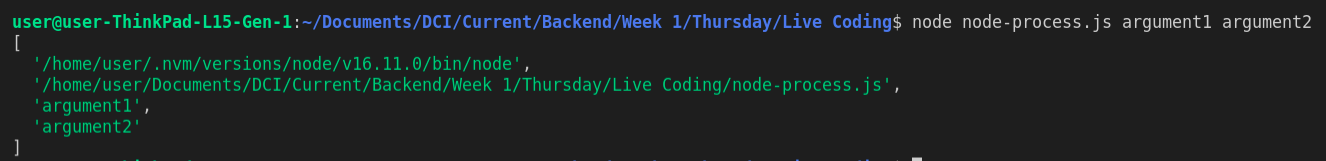 user@user-ThinkPad-L15-Gen-1:~/Documents/DCI/Current/Backend/Week 1/Thursday/Live Coding$ node node-process.js argument1 argument2
[
  '/home/user/.nvm/versions/node/v16.11.0/bin/node',
  '/home/user/Documents/DCI/Current/Backend/Week 1/Thursday/Live Coding/node-process.js',
  'argument1',
  'argument2'
]